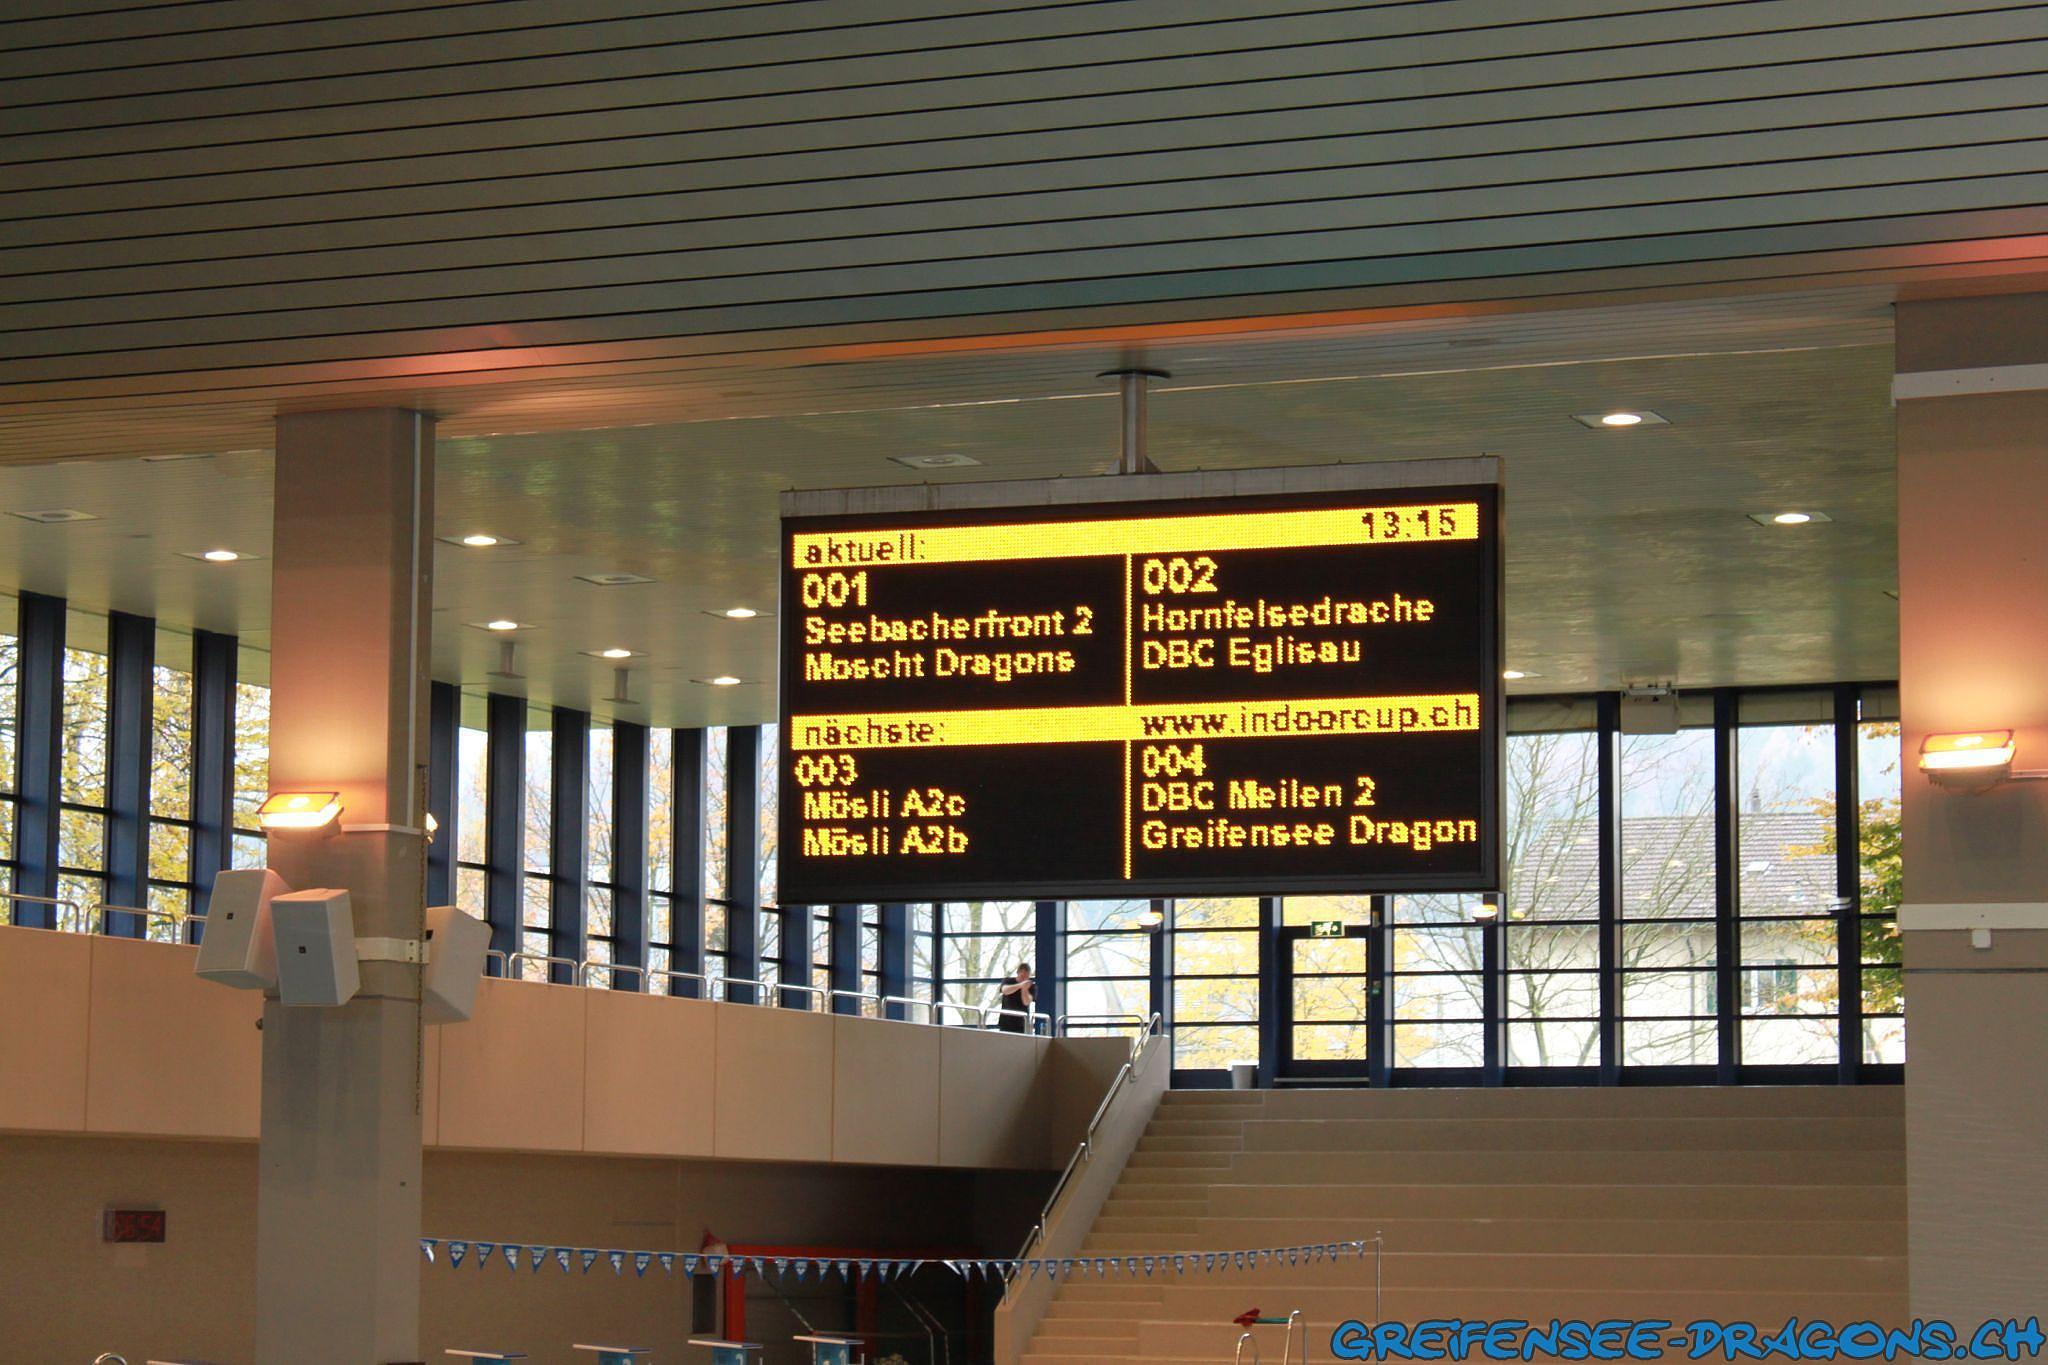 aktuell: 13:15
001
Seebacherfront 2
Moscht Dragons
002
Hornfelsedrache
DBC Eglisau
nächste: www.indoorcup.ch
003
Mösli A2c
Mösli A2b
004
DBC Meilen 2
Greifensee Dragon
GREIFENSEE-DRAGONS.CH